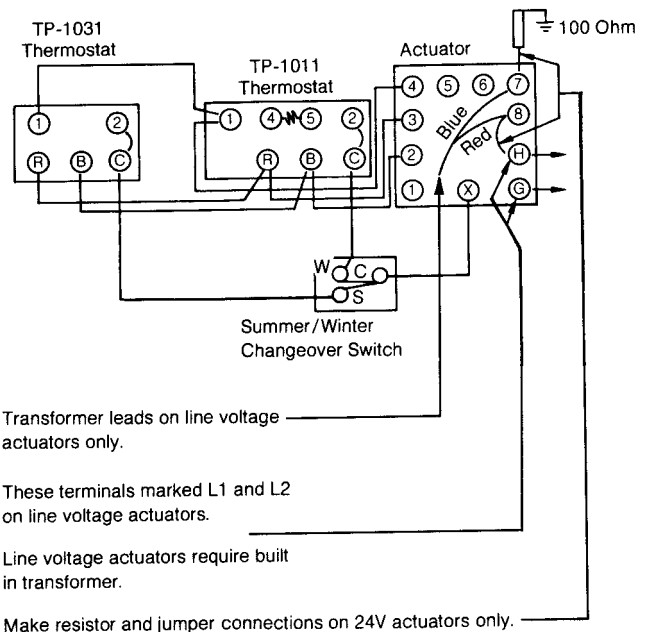 TP-1031
Thermostat
TP-1011
Thermostat
Actuator
100 Ohm
1
2
R
B
C
1
4
5
2
R
B
C
4
5
6
7
3
8
2
H
1
X
G
Blue
Red
W
C
S
Summer/Winter
Changeover Switch
Transformer leads on line voltage
actuators only.
These terminals marked L1 and L2
on line voltage actuators.
Line voltage actuators require built
in transformer.
Make resistor and jumper connections on 24V actuators only.